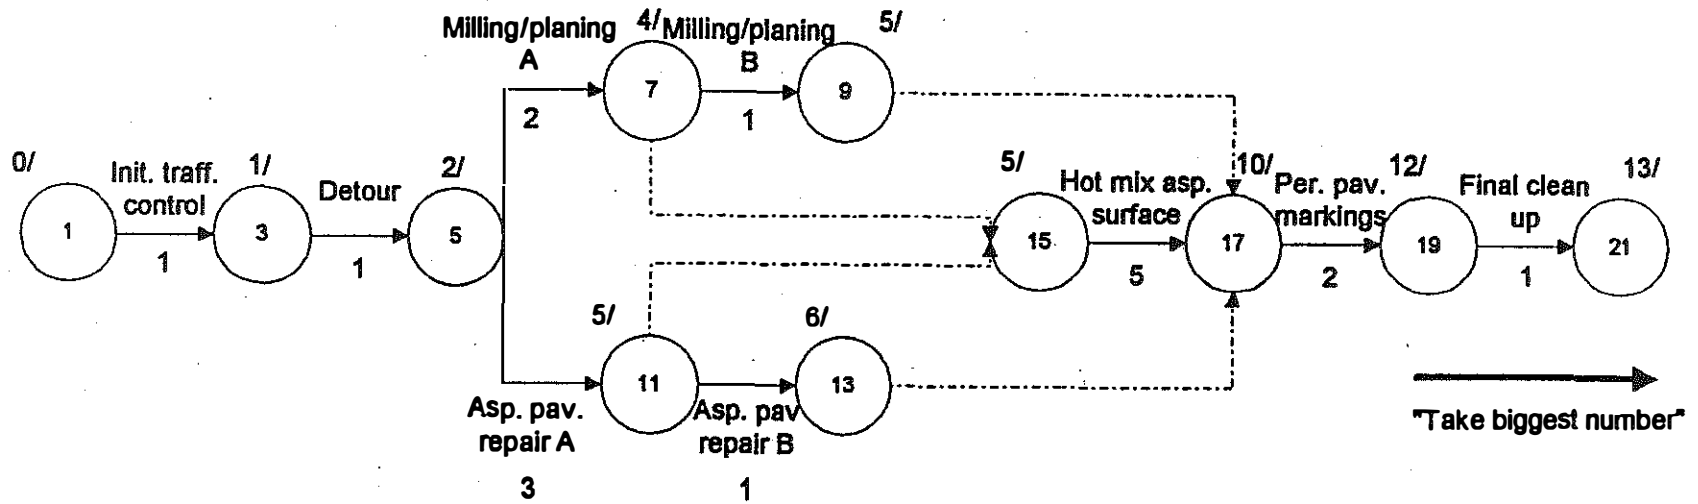 Milling/planing
A
4/
Milling/planing
B
5/
7
9
2
1
0/
Init. traff.
control
1/
Detour
2/
1
3
5
1
1
5/
Hot mix asp.
surface
10/
Per. pav.
markings
12/
Final clean
up
13/
15
17
19
21
5
2
1
5/
6/
11
13
Asp. pav.
repair A
3
Asp. pav
repair B
1
"Take biggest number"